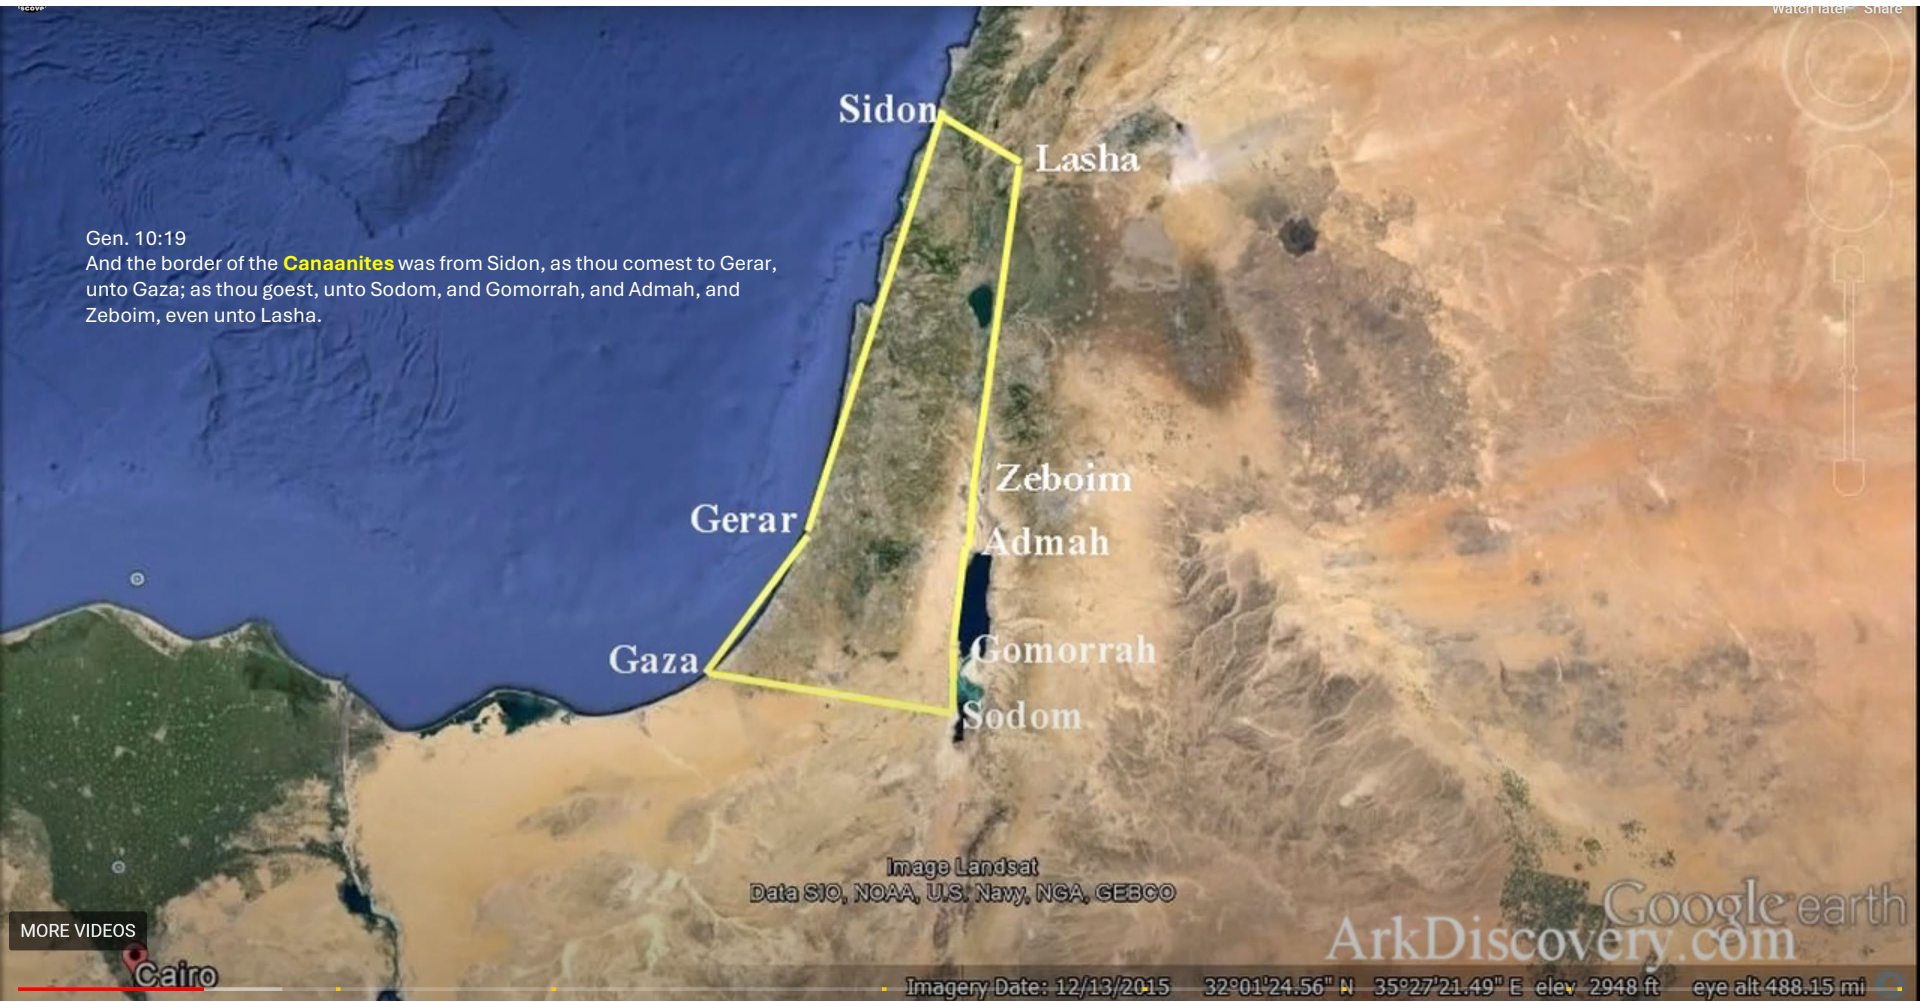 Watch later Share
Sidon
Lasha
Gen. 10:19
And the border of the Canaanites was from Sidon, as thou comest to Gerar,
unto Gaza; as thou goest, unto Sodom, and Gomorrah, and Admah, and
Zeboim, even unto Lasha.
Zeboim
Gerar
Admah
Gomorrah
Gaza
Sodom
Image Landsat
Data SIO, NOAA, U.S. Navy, NGA, GEBCO
Google earth
MORE VIDEOS
ArkDiscovery.com
Cairo
Imagery Date: 12/13/2015 32°01'24.56" N 35°27'21.49" E elev 2948 ft eye alt 488.15 mi